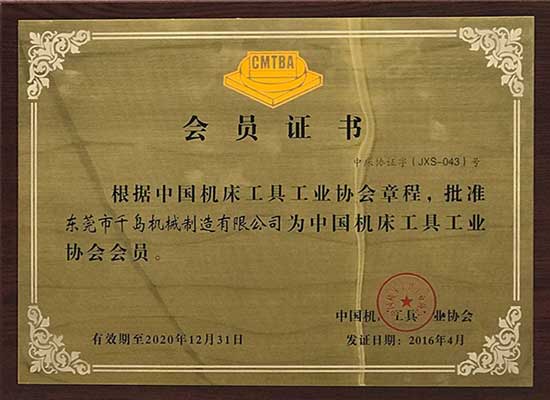 CMTBA
会员证书
中床协证字(JXS-043)号
根据中国机床工具工业协会章程，批准
东莞市千岛机械制造有限公司为中国机床工具工业
协会会员。
中国机床工具工业协会
有效期至2020年12月31日
发证日期：2016年4月